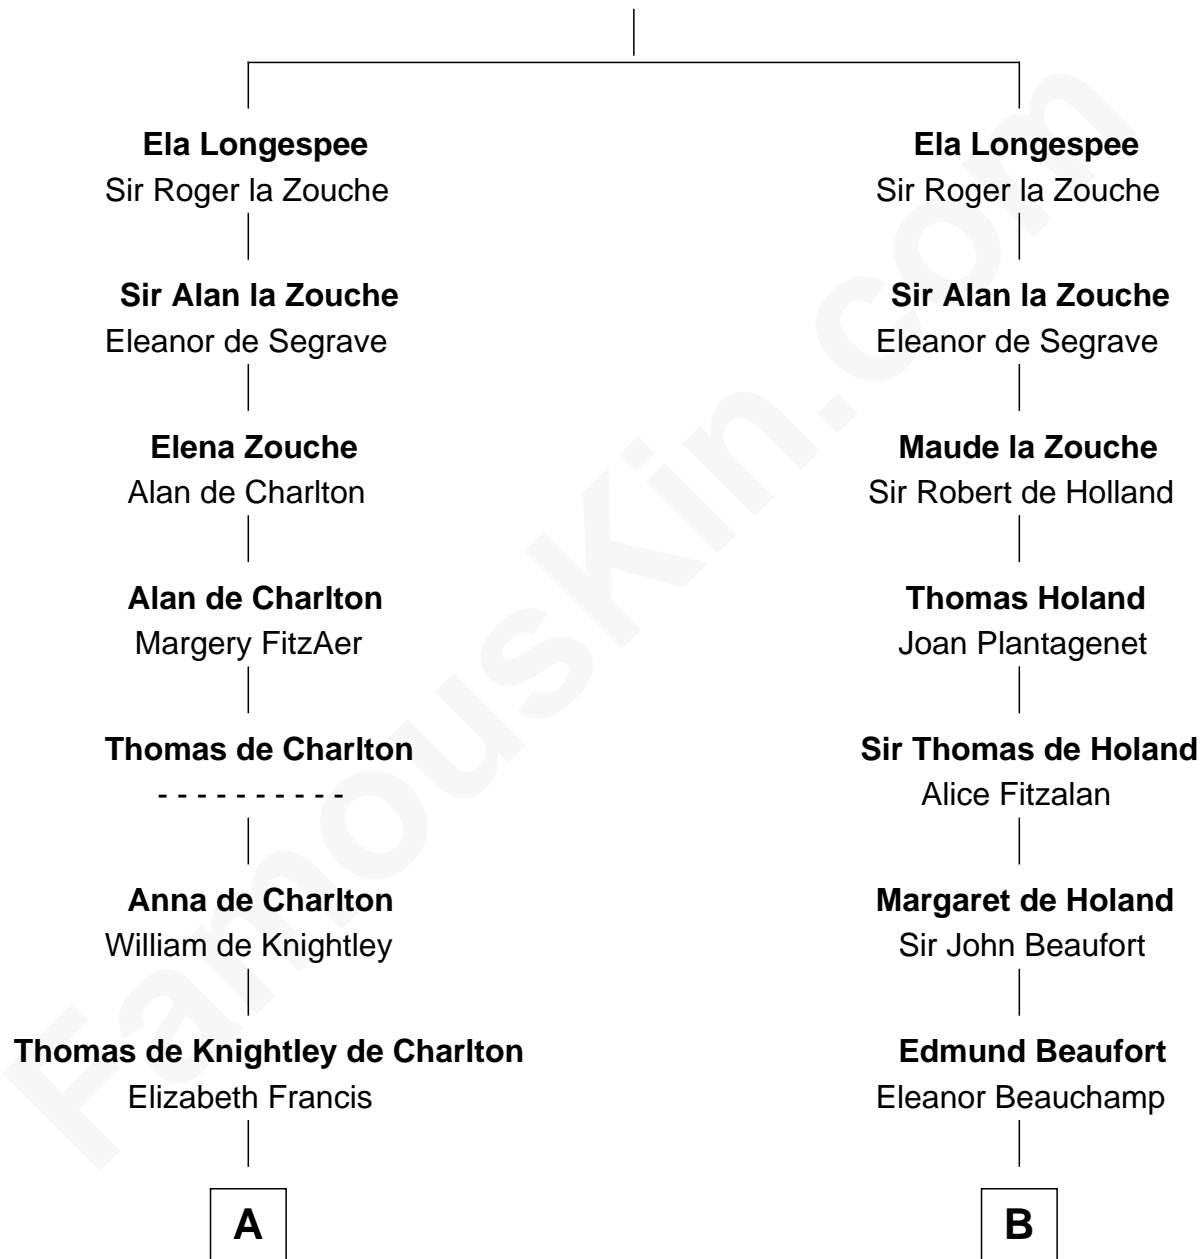 Ela Longespee
Sir Roger la Zouche
Sir Alan la Zouche
Eleanor de Segrave
Elena Zouche
Alan de Charlton
Alan de Charlton
Margery FitzAer
Thomas de Charlton
- - - - - - - - - -
Anna de Charlton
William de Knightley
Thomas de Knightley de Charlton
Elizabeth Francis
A
Ela Longespee
Sir Roger la Zouche
Sir Alan la Zouche
Eleanor de Segrave
Maude la Zouche
Sir Robert de Holland
Thomas Holand
Joan Plantagenet
Sir Thomas de Holand
Alice Fitzalan
Margaret de Holand
Sir John Beaufort
Edmund Beaufort
Eleanor Beauchamp
B
FamousKin.com